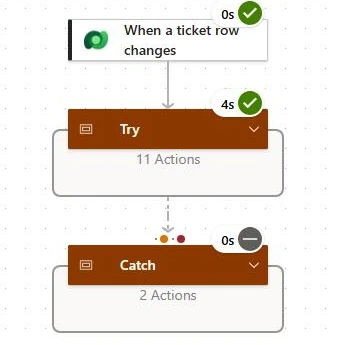 0s
When a ticket row
changes
4s
Try
11 Actions
0s
Catch
2 Actions